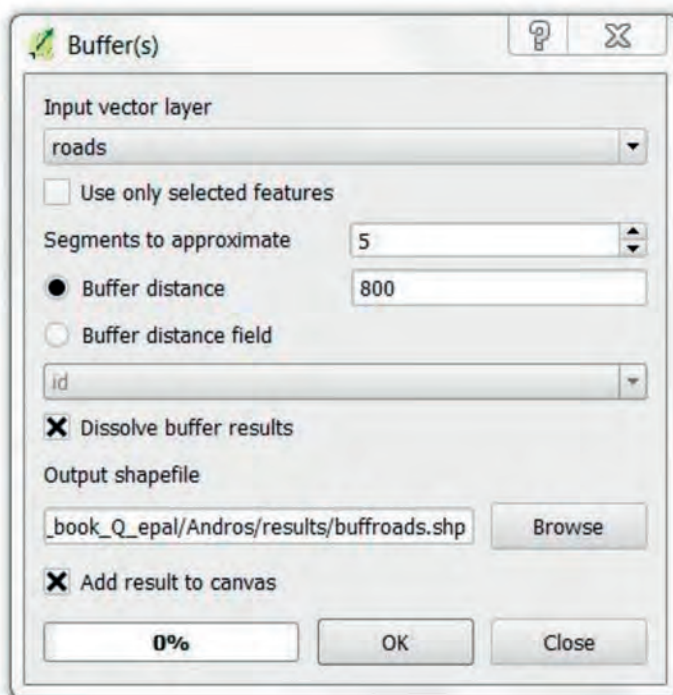 Buffer(s)
Input vector layer
roads
Use only selected features
Segments to approximate 5
Buffer distance 800
Buffer distance field
id
Dissolve buffer results
Output shapefile
_book_Q_epal/Andros/results/buffroads.shp Browse
Add result to canvas
0% OK Close